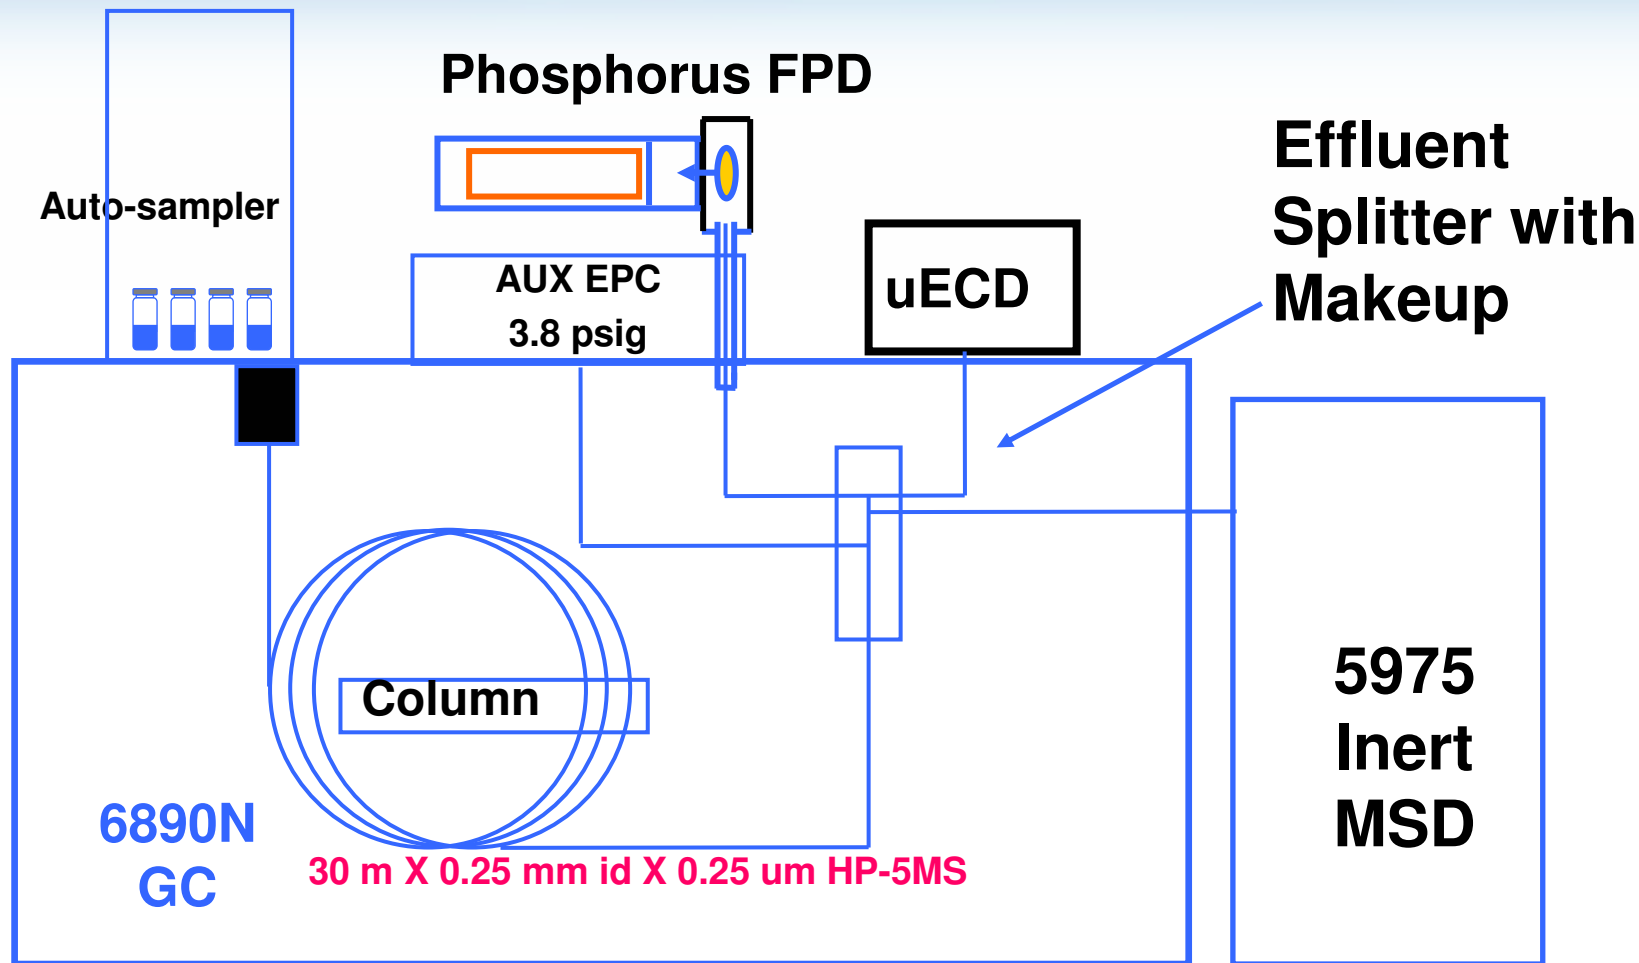 Phosphorus FPD
Effluent
Splitter with
Makeup
Auto-sampler
AUX EPC
3.8 psig
uECD
Column
5975
Inert
MSD
6890N
GC
30 m X 0.25 mm id X 0.25 um HP-5MS